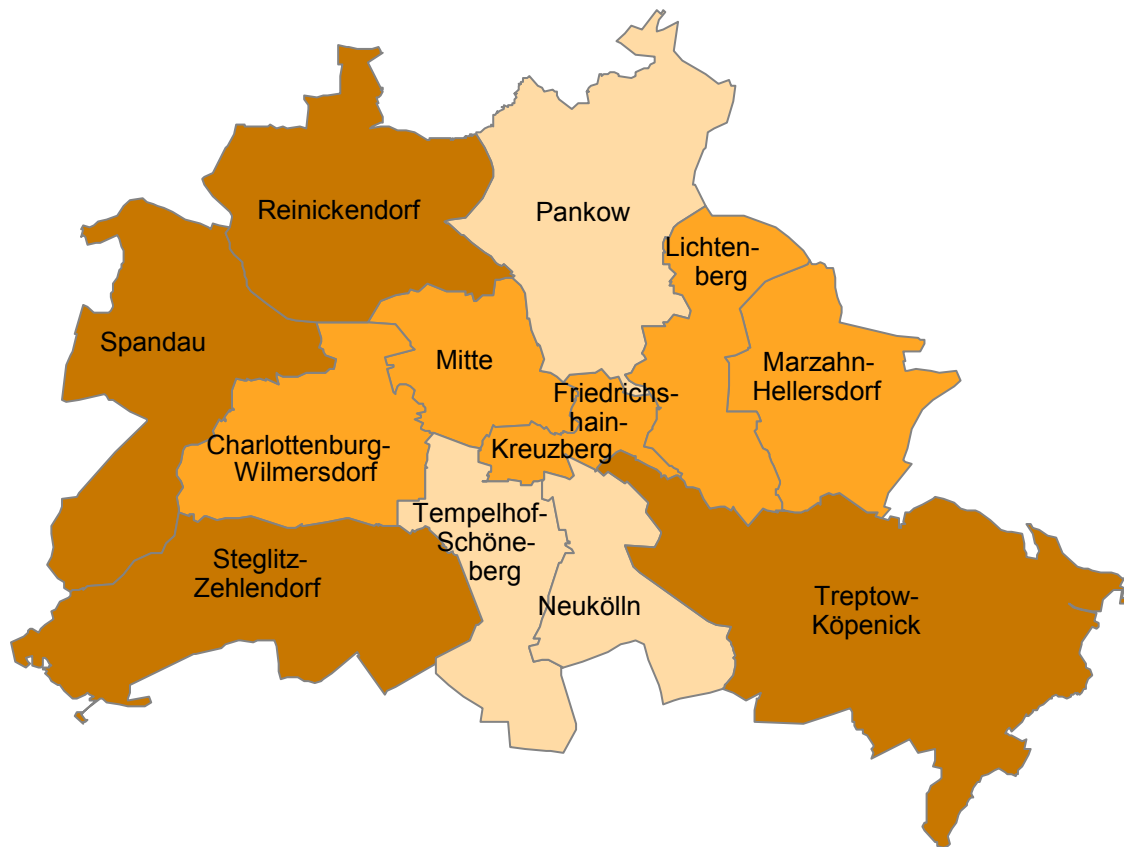 Reinickendorf
Pankow
Lichten-
berg
Spandau
Mitte
Marzahn-
Hellersdorf
Friedrichs-
hain-
Kreuzberg
Charlottenburg-
Wilmersdorf
Tempelhof-
Schöne-
berg
Steglitz-
Zehlendorf
Neukölln
Treptow-
Köpenick